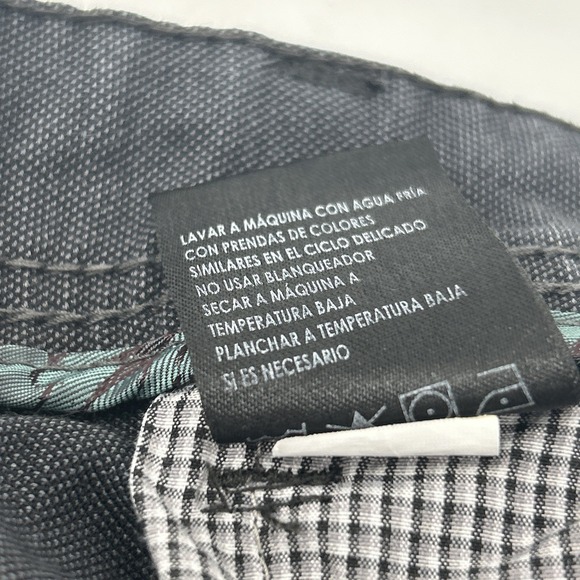 LAVAR A MÁQUINA CON AGUA FRÍA
CON PRENDAS DE COLORES
SIMILARES EN EL CICLO DELICADO
NO USAR BLANQUEADOR
SECAR A MÁQUINA A
TEMPERATURA BAJA
PLANCHAR A TEMPERATURA BAJA
SI ES NECESARIO